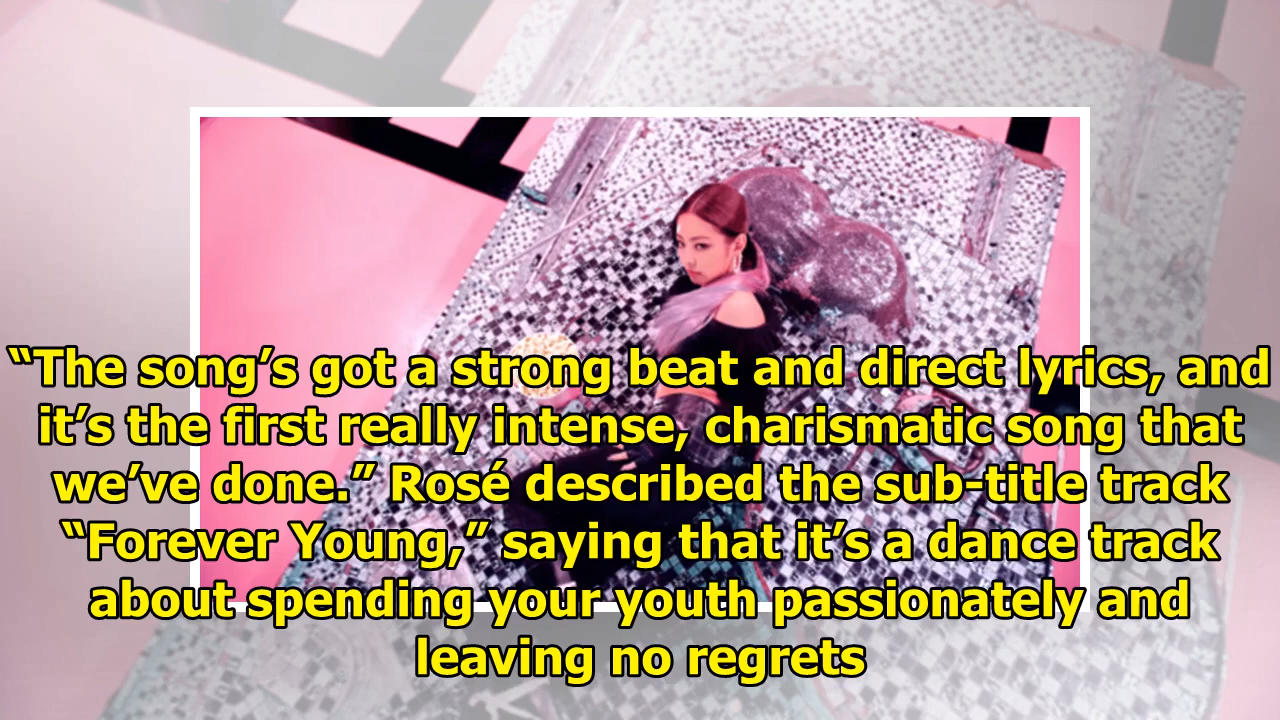 “The song’s got a strong beat and direct lyrics, and
it’s the first really intense, charismatic song that
we’ve done.” Rosé described the sub-title track
“Forever Young,” saying that it’s a dance track
about spending your youth passionately and
leaving no regrets